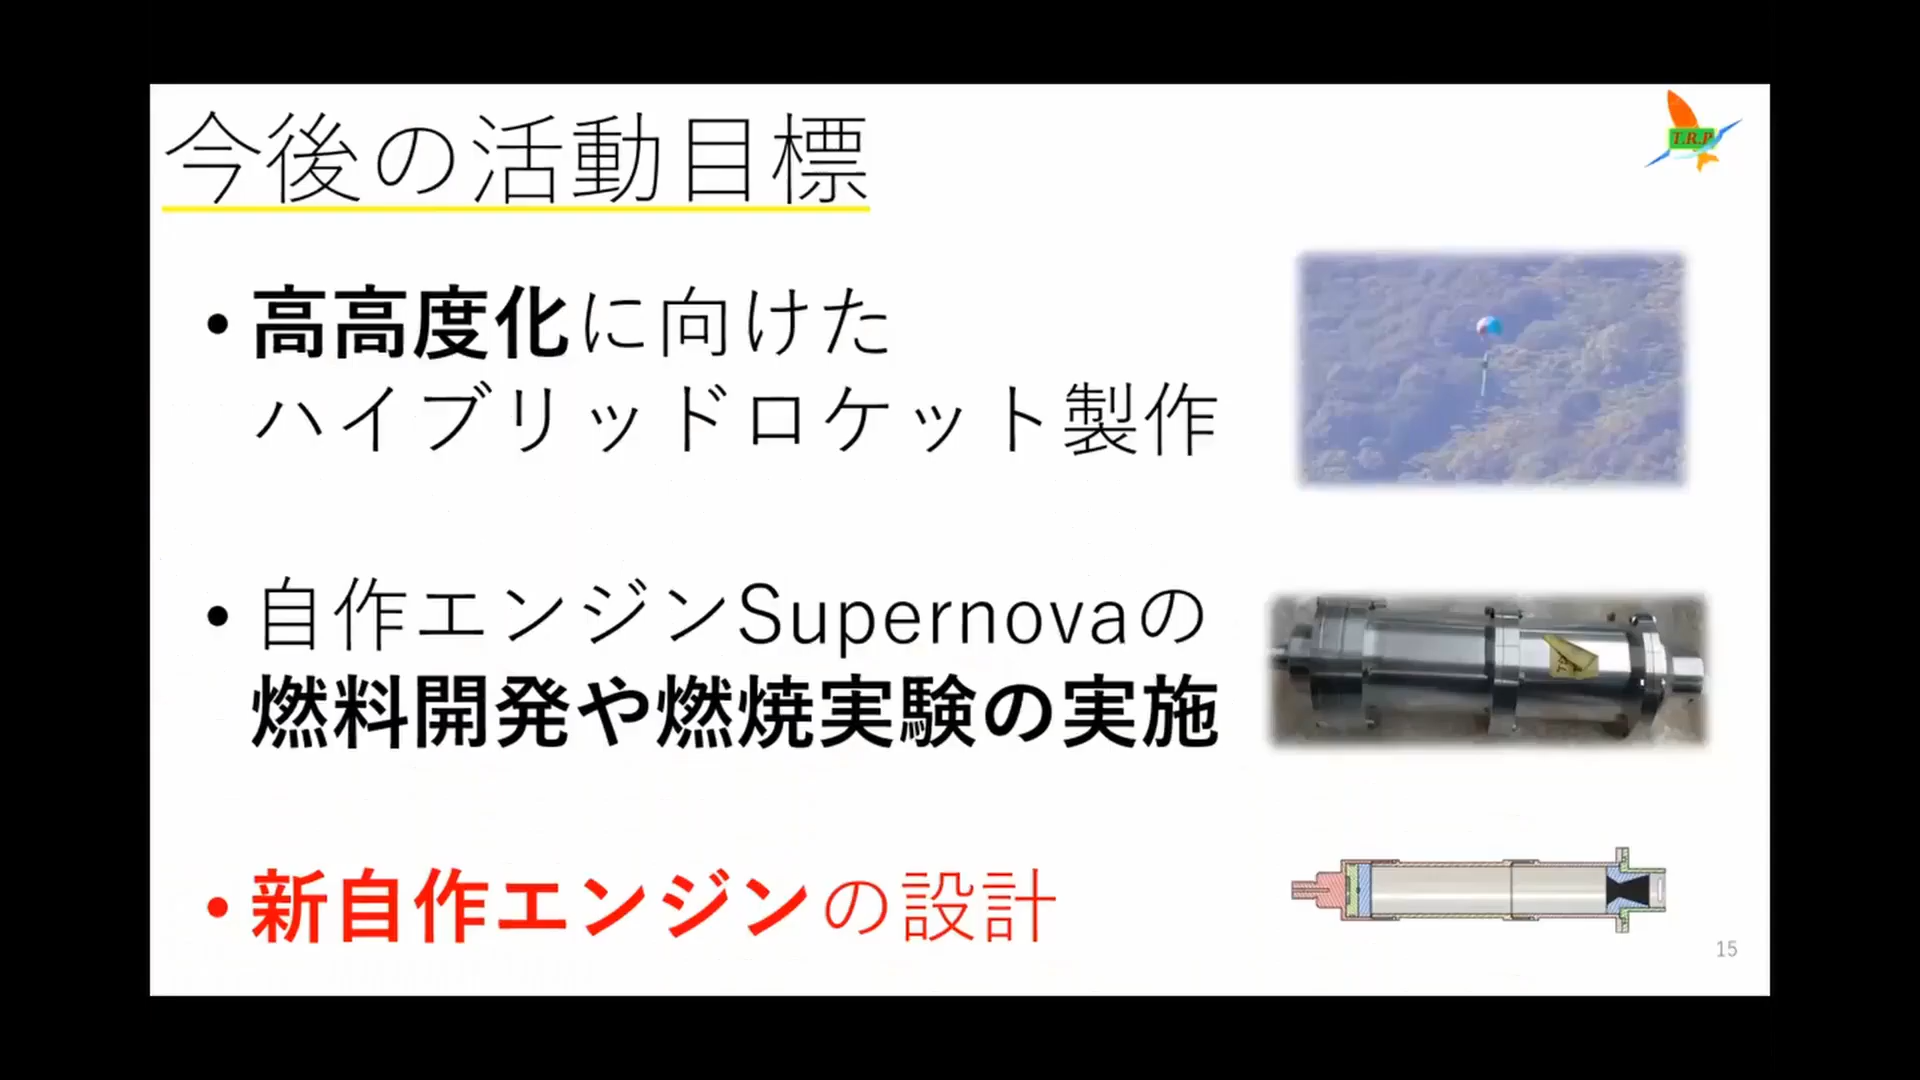 今後の活動目標
T.R.P
• 高高度化に向けた
ハイブリッドロケット製作
• 自作エンジンSupernovaの
燃料開発や燃焼実験の実施
• 新自作エンジンの設計
15